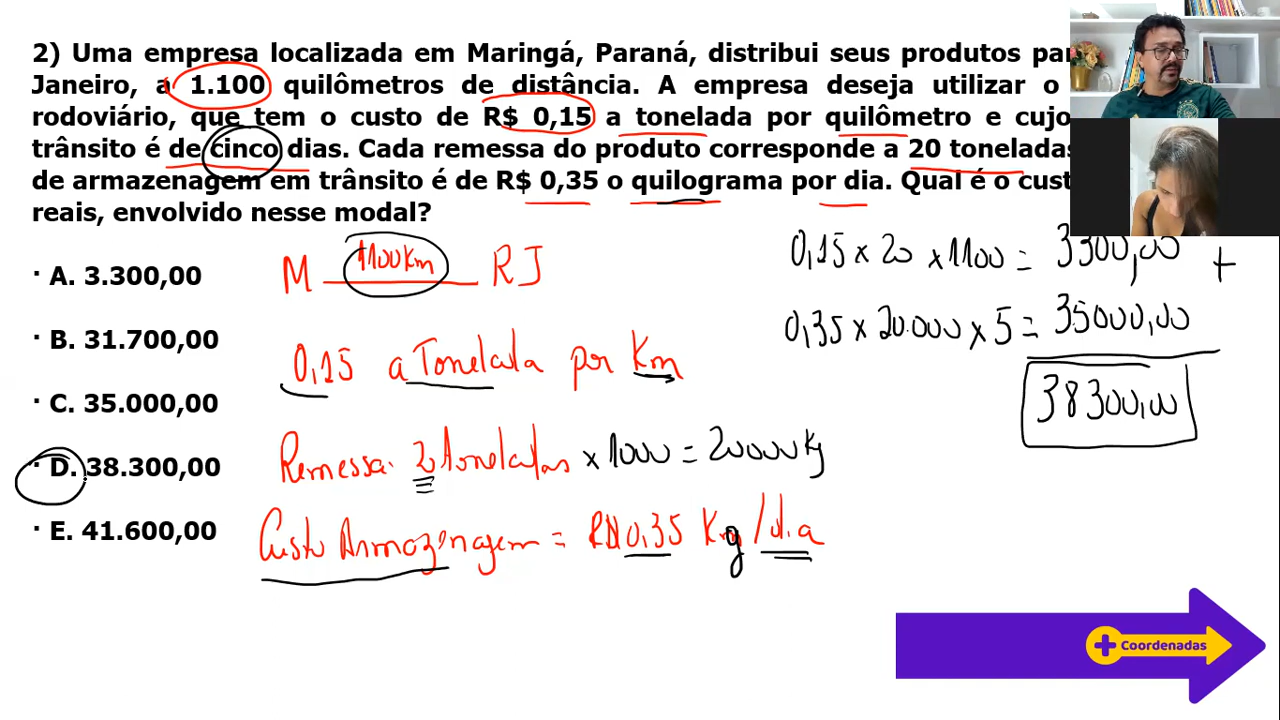 2) Uma empresa localizada em Maringá, Paraná, distribui seus produtos par
Janeiro, a 1.100 quilômetros de distância. A empresa deseja utilizar o
rodoviário, que tem o custo de R$ 0,15 a tonelada por quilômetro e cujo
trânsito é de cinco dias. Cada remessa do produto corresponde a 20 toneladas
de armazenagem em trânsito é de R$ 0,35 o quilograma por dia. Qual é o cust
reais, envolvido nesse modal?
· A. 3.300,00
· B. 31.700,00
· C. 35.000,00
· D. 38.300,00
· E. 41.600,00
M 1100km RJ
0,15 a Tonelada por Km
Remessa: 20 toneladas x 1000 = 20000 kg
Custo Armazenagem = R$ 0,35 Kg/dia
0,15 x 20 x 1100 = 3300,00 +
0,35 x 20.000 x 5 = 35000,00
38300,00
+ Coordenadas